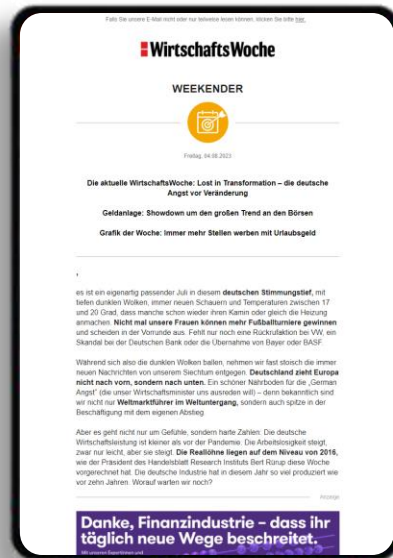 Falls Sie unsere E-Mail nicht oder nur teilweise lesen können, klicken Sie bitte hier.
WirtschaftsWoche
WEEKENDER
Freitag, 04.08.2023
Die aktuelle WirtschaftsWoche: Lost in Transformation – die deutsche
Angst vor Veränderung
Geldanlage: Showdown um den großen Trend an den Börsen
Grafik der Woche: Immer mehr Stellen werben mit Urlaubsgeld
,
es ist ein eigenartig passender Juli in diesem deutschen Stimmungstief, mit
tiefen dunklen Wolken, immer neuen Schauern und Temperaturen zwischen 17
und 20 Grad, dass manche schon wieder ihren Kamin oder gleich die Heizung
anmachen. Nicht mal unsere Frauen können mehr Fußballturniere gewinnen
und scheiden in der Vorrunde aus. Fehlt nur noch eine Rückrufaktion bei VW, ein
Skandal bei der Deutschen Bank oder die Übernahme von Bayer oder BASF.
Während sich also die dunklen Wolken ballen, nehmen wir fast stoisch die immer
neuen Nachrichten von unserem Siechtum entgegen. Deutschland zieht Europa
nicht nach vorn, sondern nach unten. Ein schöner Nährboden für die „German
Angst“ (die unser Wirtschaftsminister uns ausreden will) – denn bekanntlich sind
wir nicht nur Weltmarktführer im Weltuntergang, sondern auch spitze in der
Beschäftigung mit dem eigenen Abstieg
Aber es geht nicht nur um Gefühle, sondern harte Zahlen: Die deutsche
Wirtschaftsleistung ist kleiner als vor der Pandemie. Die Arbeitslosigkeit steigt,
zwar nur leicht, aber sie steigt. Die Reallöhne liegen auf dem Niveau von 2016,
wie der Präsident des Handelsblatt Research Instituts Bert Rürup diese Woche
vorgerechnet hat. Die deutsche Industrie hat in diesem Jahr so viel produziert wie
vor zehn Jahren. Worauf warten wir noch?
Anzeige
Danke, Finanzindustrie – dass ihr
täglich neue Wege beschreitet.
Mit unseren Expertinnen und